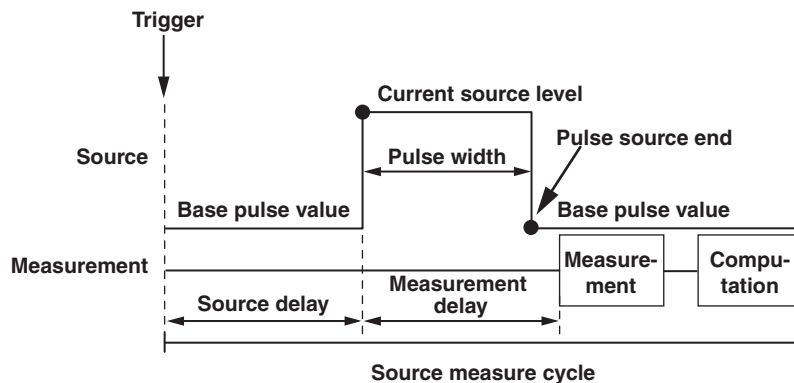 Trigger
Current source level
Pulse source end
Source
Pulse width
Base pulse value
Base pulse value
Measurement
Measure-
ment
Compu-
tation
Source delay
Measurement
delay
Source measure cycle